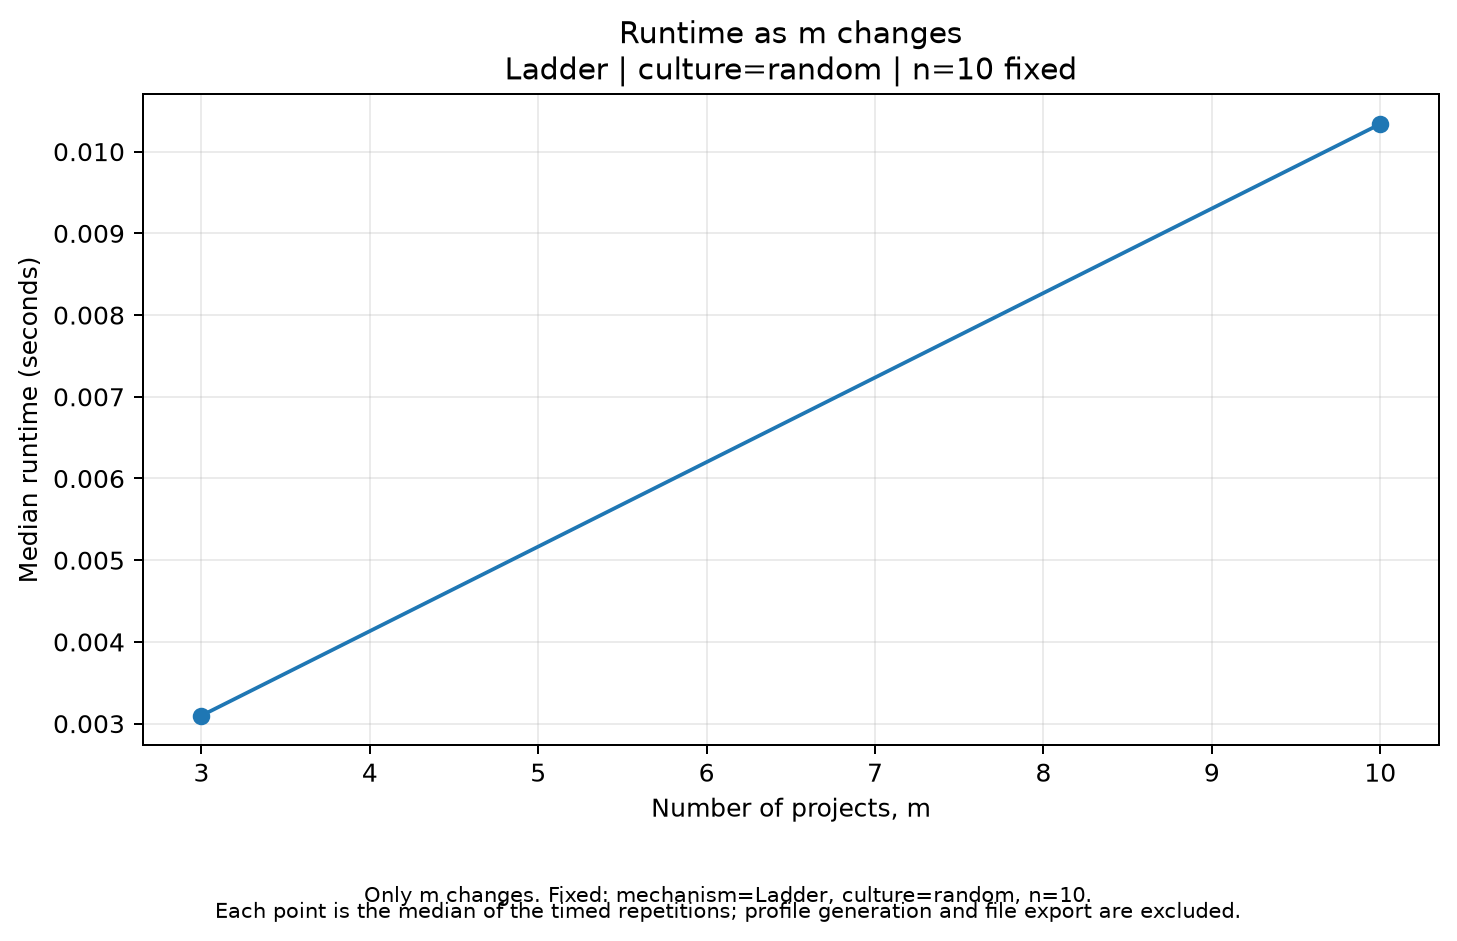 Runtime as m changes
Ladder | culture=random | n=10 fixed
Median runtime (seconds)
0.010
0.009
0.008
0.007
0.006
0.005
0.004
0.003
3 4 5 6 7 8 9 10
Number of projects, m
Only m changes. Fixed: mechanism=Ladder, culture=random, n=10.
Each point is the median of the timed repetitions; profile generation and file export are excluded.